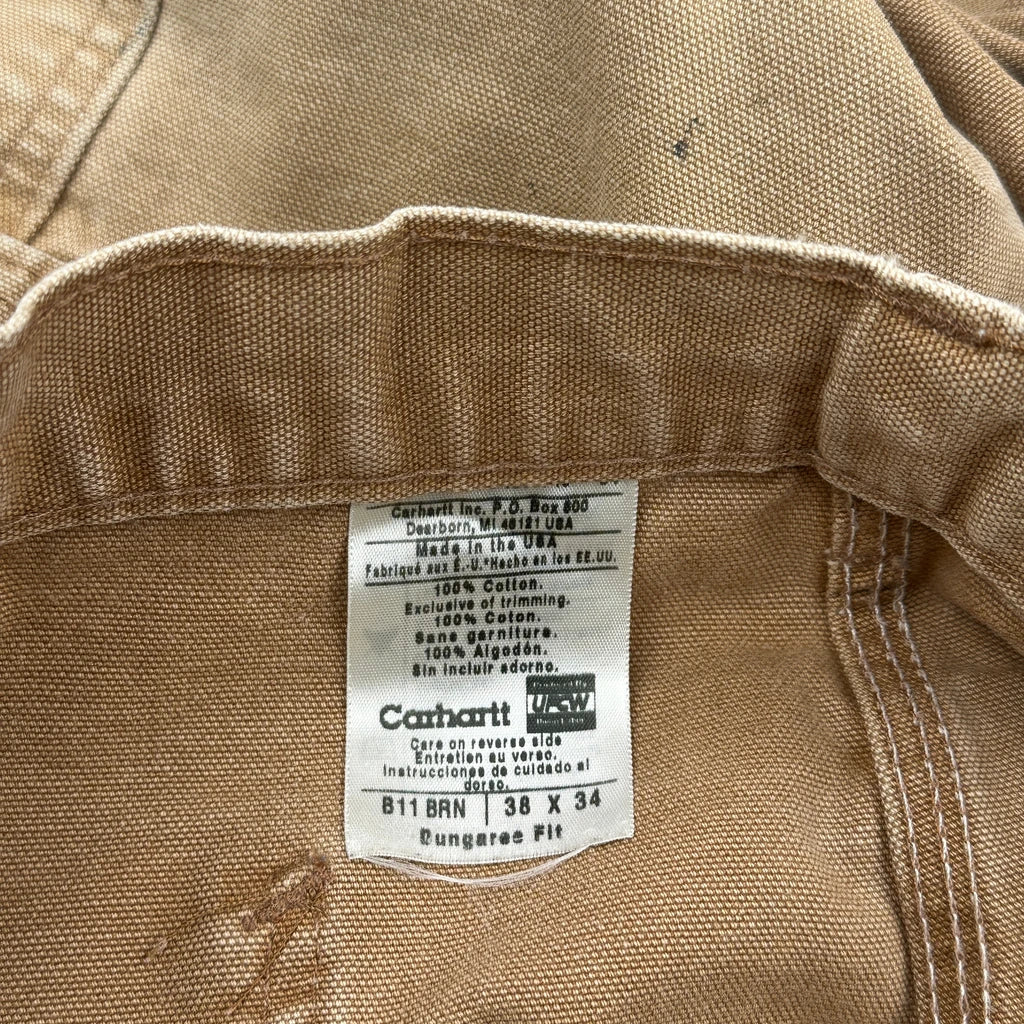 Carhartt Inc. P.O. Box 600
Dearborn, MI 48121 USA
Made in the USA
Fabriqué aux É.-U.*Hecho en los EE.UU.
100% Cotton.
Exclusive of trimming.
100% Coton.
Sans garniture.
100% Algodón.
Sin incluir adorno.
Carhartt
UFCW
Care on reverse side
Entretien au verso.
Instrucciones de cuidado al
dorso.
B11 BRN | 38 X 34
Dungaree Fit